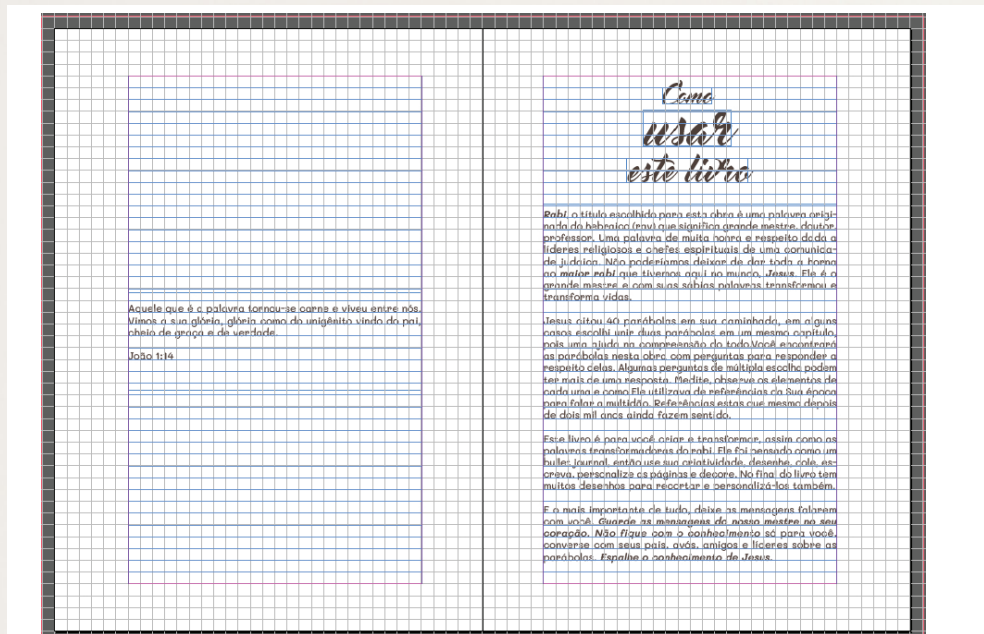 Aquele que é a palavra tornou-se carne e viveu entre nós.
Vimos a sua glória, glória como do unigênito vindo do pai,
cheio de graça e de verdade.
João 1:14
Como
usar
este livro
Rabi, o título escolhido para esta obra é uma palavra origi-
nada do hebraico (rav) que significa grande mestre, doutor,
professor. Uma palavra de muita honra e respeito dada a
líderes religiosos e chefes espirituais de uma comunida-
de judaica. Não poderíamos deixar de dar toda a honra
ao maior rabi que tivemos aqui no mundo, Jesus. Ele é o
grande mestre e com suas sábias palavras transformou e
transforma vidas.
Jesus citou 40 parábolas em sua caminhada, em alguns
casos escolhi unir duas parábolas em um mesmo capítulo,
pois uma ajuda na compreensão do todo.Você encontrará
as parábolas nesta obra com perguntas para responder a
respeito delas. Algumas perguntas de múltipla escolha podem
ter mais de uma resposta. Medite, observe os elementos de
cada uma e como Ele utilizava de referências da Sua época
para falar a multidão. Referências estas que mesmo depois
de dois mil anos ainda fazem sentido.
Este livro é para você criar e transformar, assim como as
palavras transformadoras do rabi. Ele foi pensado como um
bullet journal, então use sua criatividade, desenhe, cole, es-
creva, personalize as páginas e decore. No final do livro tem
muitos desenhos para recortar e personalizá-los também.
E o mais importante de tudo, deixe as mensagens falarem
com você. Guarde as mensagens do nosso mestre no seu
coração. Não fique com o conhecimento só para você,
converse com seus pais, avós, amigos e líderes sobre as
parábolas. Espalhe o conhecimento de Jesus.